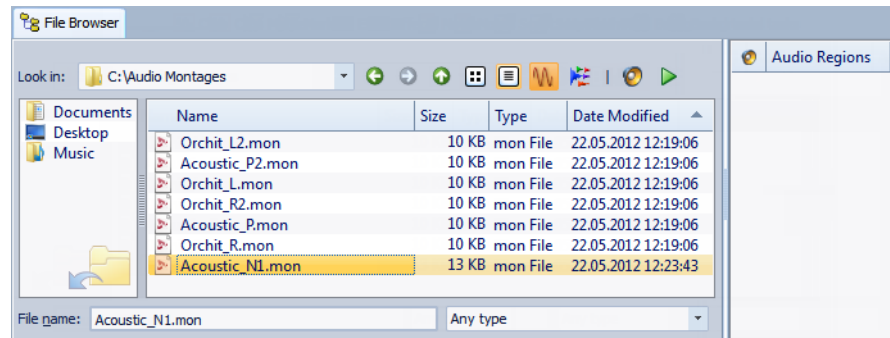 File Browser
Look in: C:\Audio Montages
Audio Regions
Documents
Desktop
Music
Name Size Type Date Modified
Orchit_L2.mon 10 KB mon File 22.05.2012 12:19:06
Acoustic_P2.mon 10 KB mon File 22.05.2012 12:19:06
Orchit_L.mon 10 KB mon File 22.05.2012 12:19:06
Orchit_R2.mon 10 KB mon File 22.05.2012 12:19:06
Acoustic_P.mon 10 KB mon File 22.05.2012 12:19:06
Orchit_R.mon 10 KB mon File 22.05.2012 12:19:06
Acoustic_N1.mon 13 KB mon File 22.05.2012 12:23:43
File name: Acoustic_N1.mon Any type